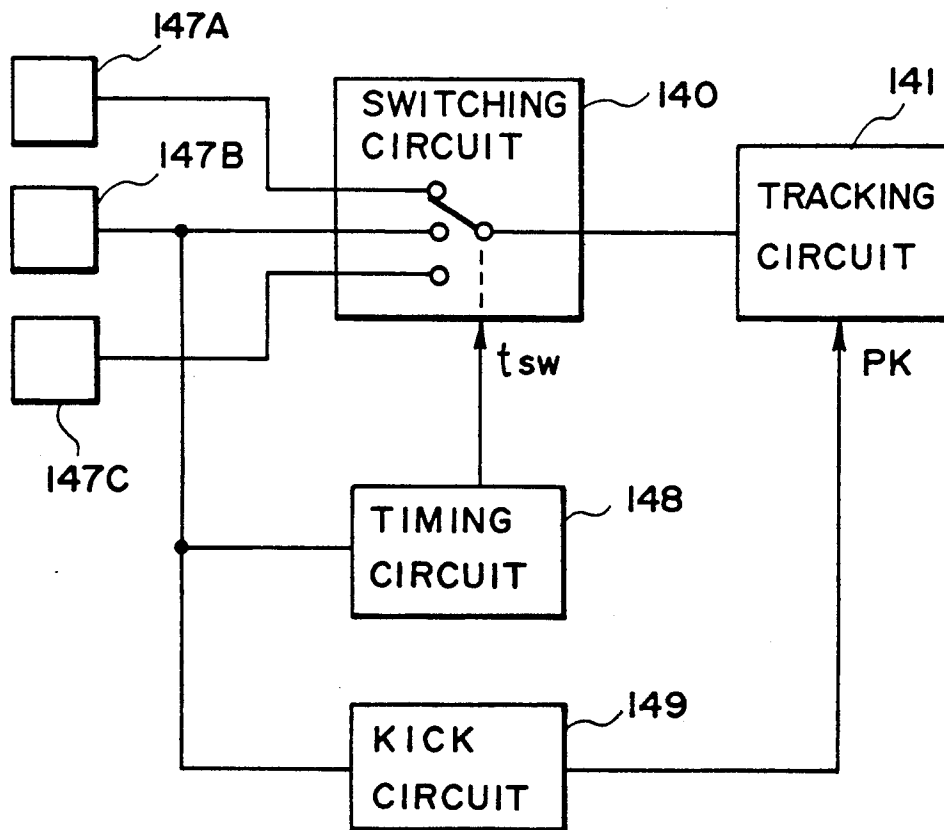 147A
SWITCHING
CIRCUIT
140
141
147B
TRACKING
CIRCUIT
147C
tsw
PK
TIMING
CIRCUIT
148
KICK
CIRCUIT
149